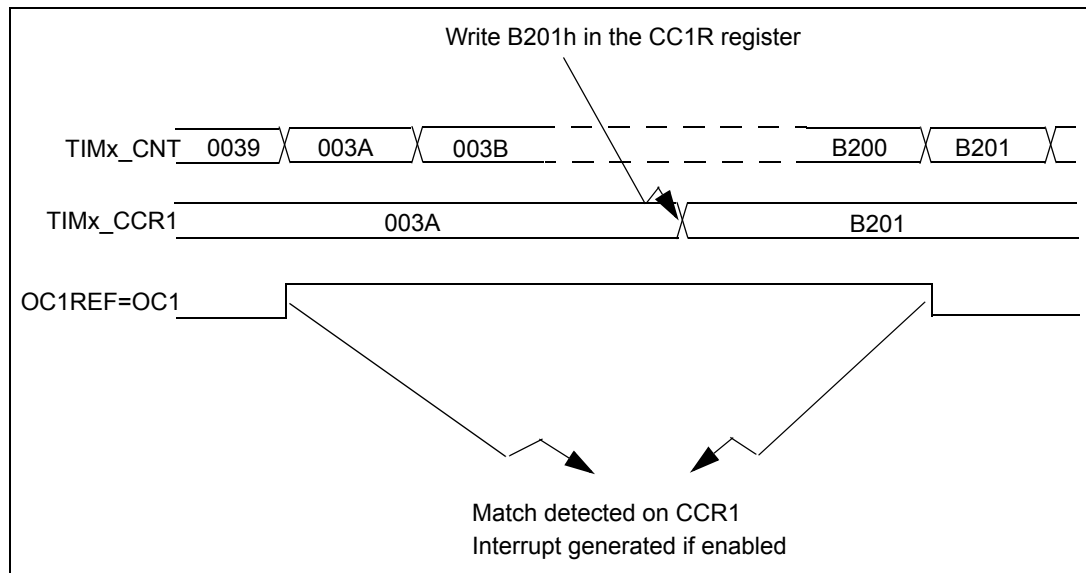 Write B201h in the CC1R register
TIMx_CNT 0039 003A 003B B200 B201
TIMx_CCR1 003A B201
OC1REF=OC1
Match detected on CCR1
Interrupt generated if enabled